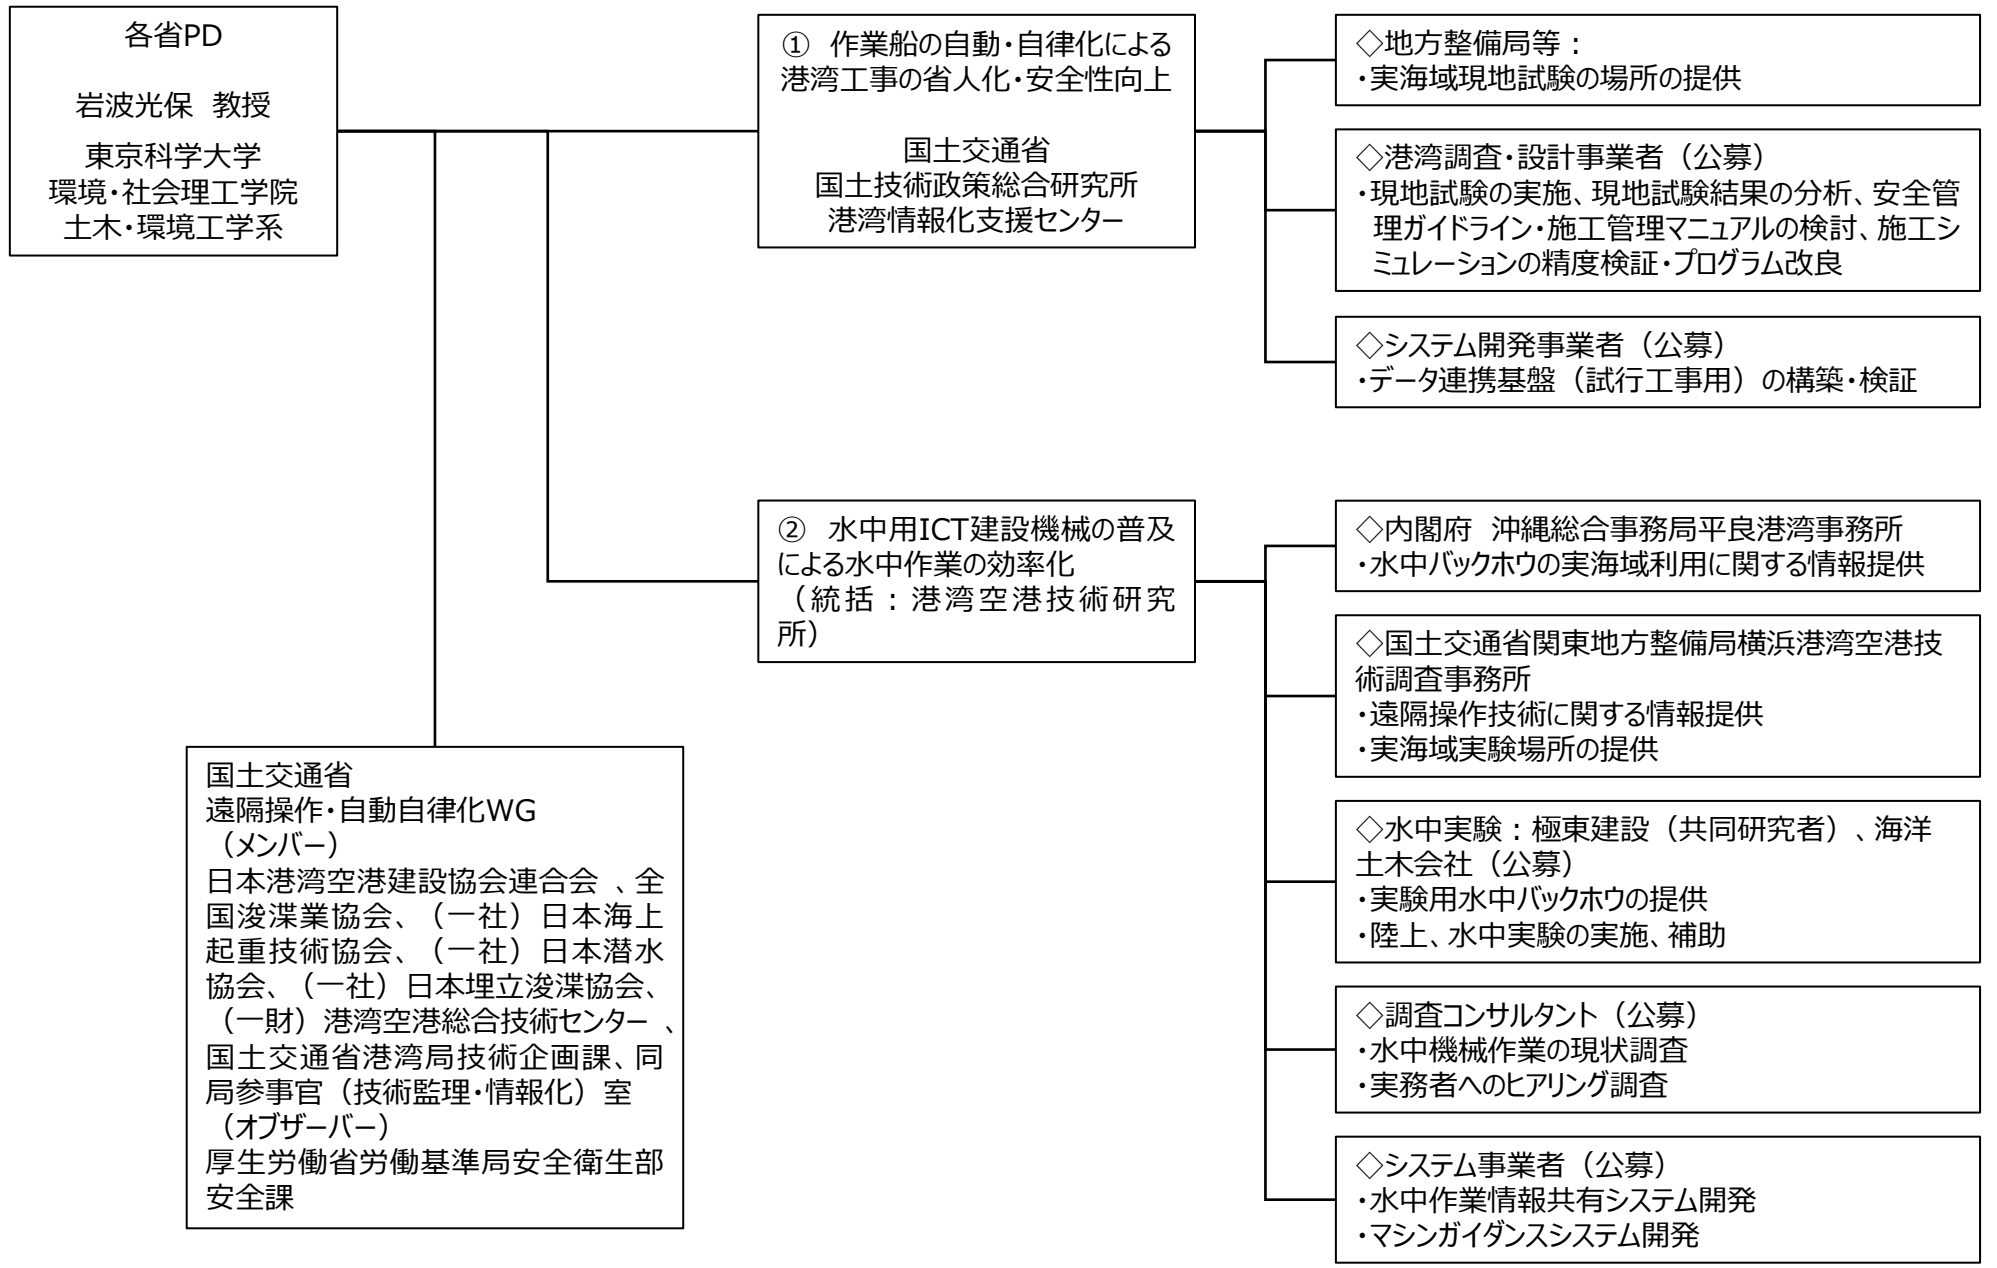 各省PD
岩波光保 教授
東京科学大学
環境・社会理工学院
土木・環境工学系
① 作業船の自動・自律化による
港湾工事の省人化・安全性向上
国土交通省
国土技術政策総合研究所
港湾情報化支援センター
◇地方整備局等：
・実海域現地試験の場所の提供
◇港湾調査・設計事業者（公募）
・現地試験の実施、現地試験結果の分析、安全管
理ガイドライン・施工管理マニュアルの検討、施工シ
ミュレーションの精度検証・プログラム改良
◇システム開発事業者（公募）
・データ連携基盤（試行工事用）の構築・検証
② 水中用ICT建設機械の普及
による水中作業の効率化
（統括：港湾空港技術研究
所）
◇内閣府 沖縄総合事務局平良港湾事務所
・水中バックホウの実海域利用に関する情報提供
◇国土交通省関東地方整備局横浜港湾空港技
術調査事務所
・遠隔操作技術に関する情報提供
・実海域実験場所の提供
◇水中実験：極東建設（共同研究者）、海洋
土木会社（公募）
・実験用水中バックホウの提供
・陸上、水中実験の実施、補助
◇調査コンサルタント（公募）
・水中機械作業の現状調査
・実務者へのヒアリング調査
◇システム事業者（公募）
・水中作業情報共有システム開発
・マシンガイダンスシステム開発
国土交通省
遠隔操作・自動自律化WG
（メンバー）
日本港湾空港建設協会連合会 、全
国浚渫業協会、（一社）日本海上
起重技術協会、（一社）日本潜水
協会、（一社）日本埋立浚渫協会、
（一財）港湾空港総合技術センター 、
国土交通省港湾局技術企画課、同
局参事官（技術監理・情報化）室
（オブザーバー）
厚生労働省労働基準局安全衛生部
安全課